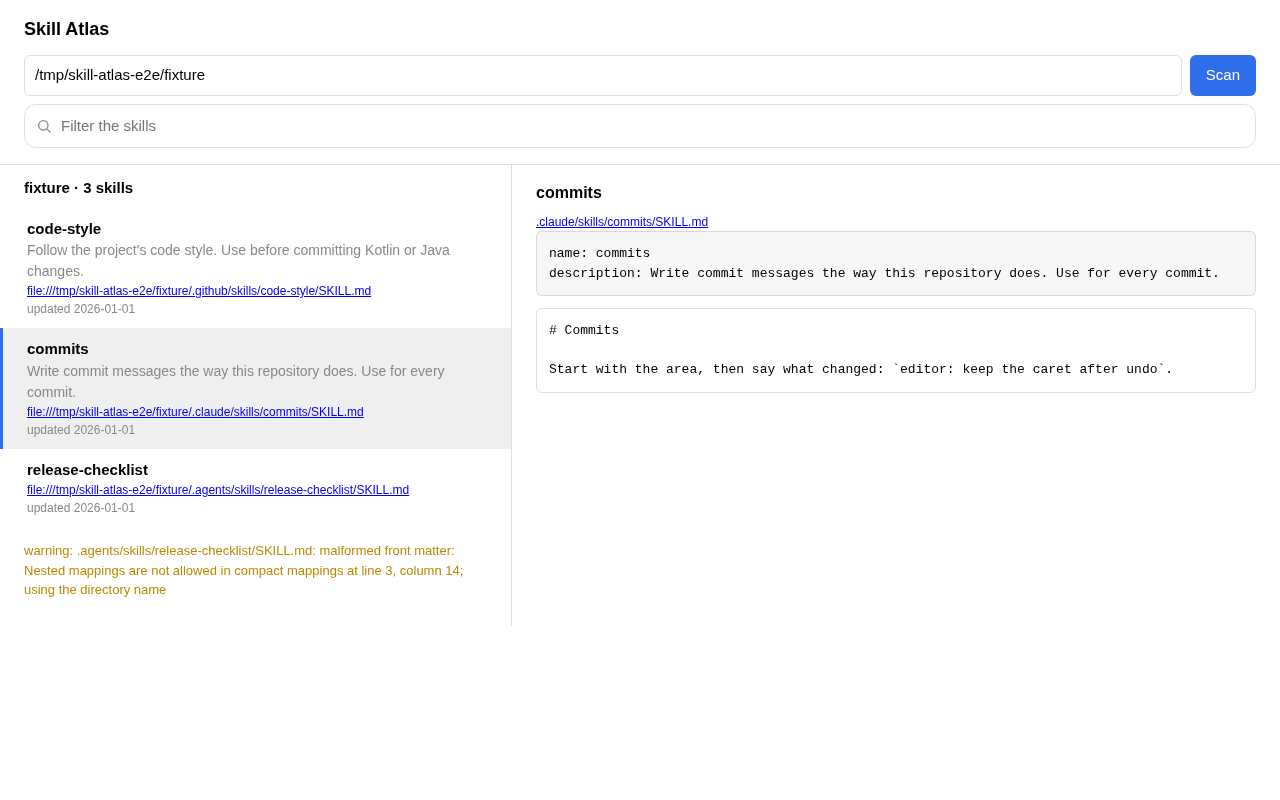 Skill Atlas
/tmp/skill-atlas-e2e/fixture
Scan
Filter the skills
fixture · 3 skills
code-style
Follow the project's code style. Use before committing Kotlin or Java
changes.
file:///tmp/skill-atlas-e2e/fixture/.github/skills/code-style/SKILL.md
updated 2026-01-01
commits
Write commit messages the way this repository does. Use for every
commit.
file:///tmp/skill-atlas-e2e/fixture/.claude/skills/commits/SKILL.md
updated 2026-01-01
release-checklist
file:///tmp/skill-atlas-e2e/fixture/.agents/skills/release-checklist/SKILL.md
updated 2026-01-01
warning: .agents/skills/release-checklist/SKILL.md: malformed front matter:
Nested mappings are not allowed in compact mappings at line 3, column 14;
using the directory name
commits
.claude/skills/commits/SKILL.md
name: commits
description: Write commit messages the way this repository does. Use for every commit.
# Commits
Start with the area, then say what changed: `editor: keep the caret after undo`.